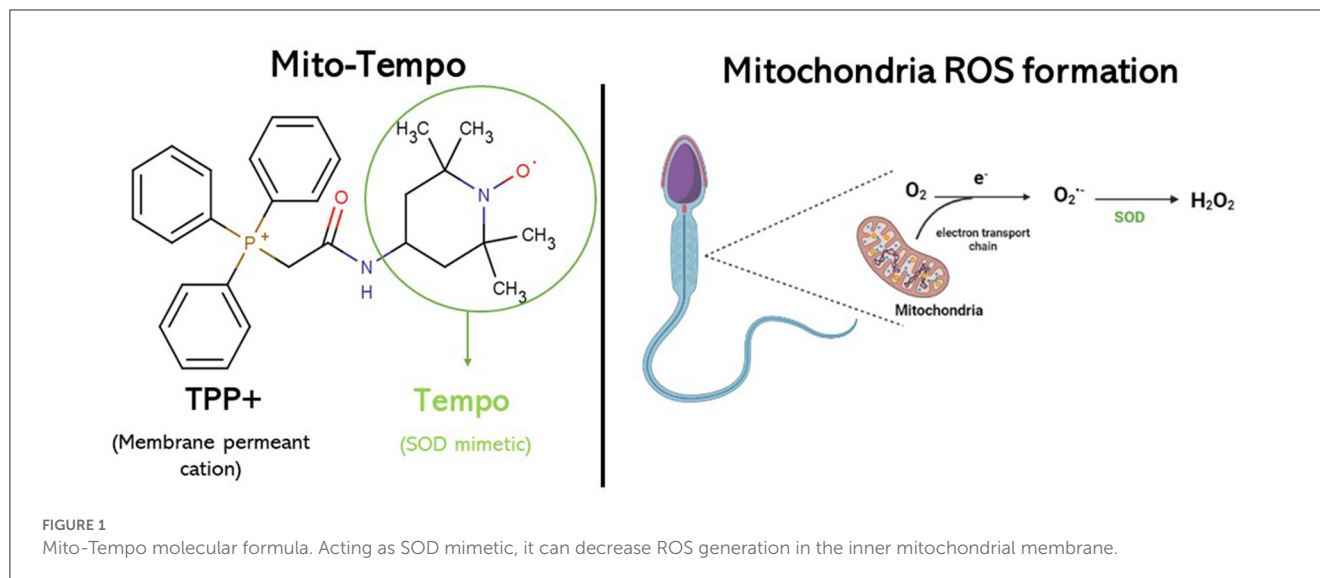 Mito-Tempo
H₃C
CH₃
O·
N
O
P⁺
CH₃
N
H
CH₃
TPP+
(Membrane permeant
cation)
Tempo
(SOD mimetic)
Mitochondria ROS formation
O₂
e⁻
O₂·⁻
SOD
H₂O₂
electron transport
chain
Mitochondria
FIGURE 1
Mito-Tempo molecular formula. Acting as SOD mimetic, it can decrease ROS generation in the inner mitochondrial membrane.